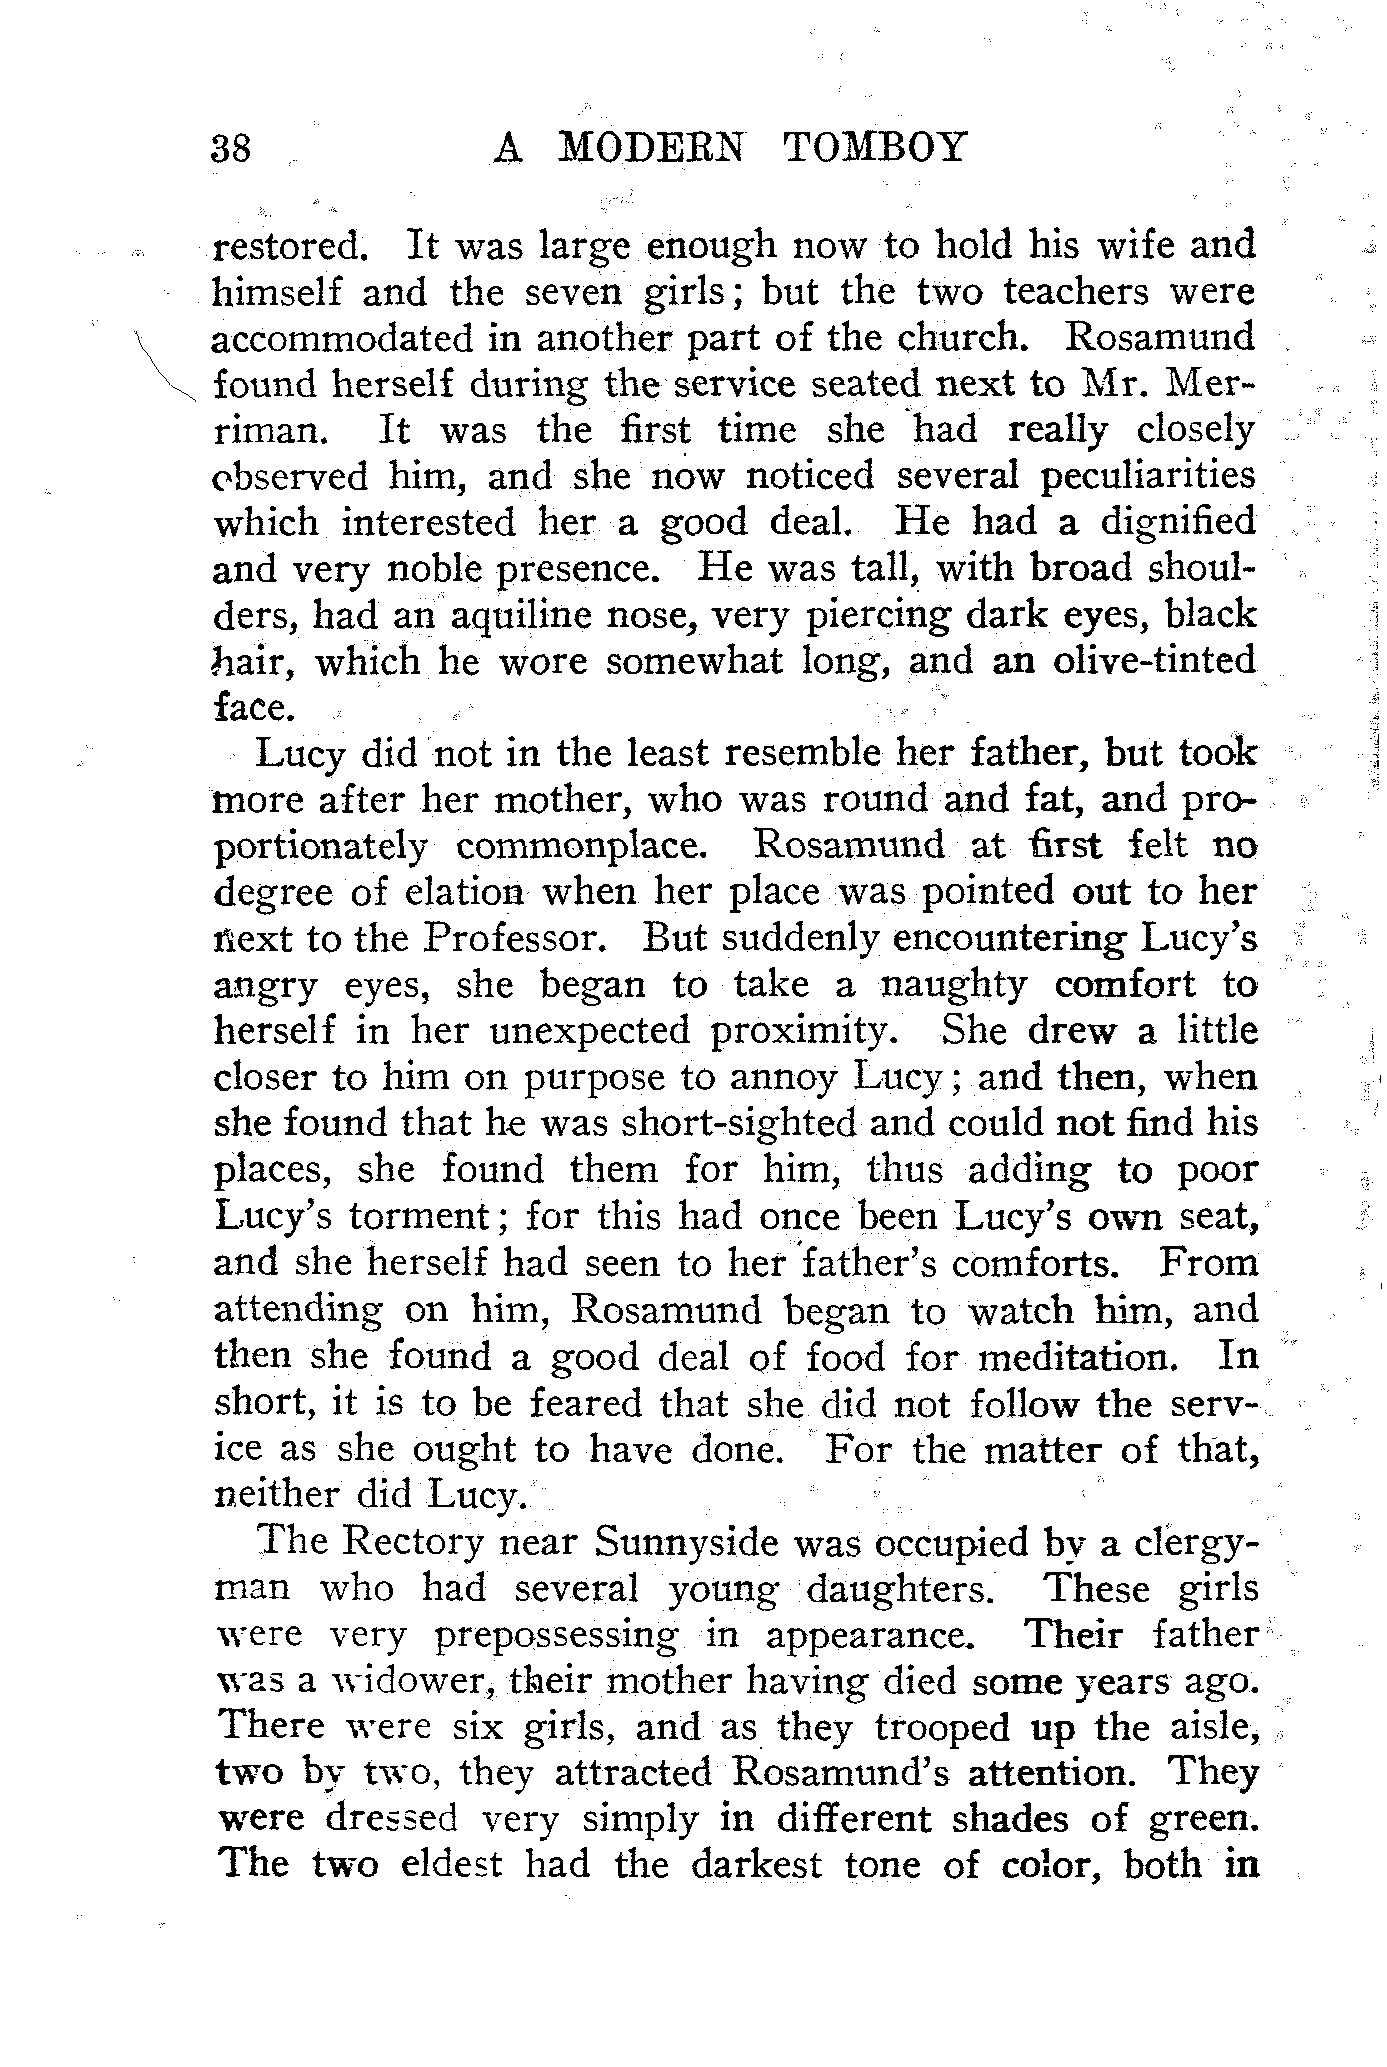 38 A MODERN TOMBOY
restored. It was large enough now to hold his wife and
himself and the seven girls; but the two teachers were
accommodated in another part of the church. Rosamund
found herself during the service seated next to Mr. Mer-
riman. It was the first time she had really closely
observed him, and she now noticed several peculiarities
which interested her a good deal. He had a dignified
and very noble presence. He was tall, with broad shoul-
ders, had an aquiline nose, very piercing dark eyes, black
hair, which he wore somewhat long, and an olive-tinted
face.
Lucy did not in the least resemble her father, but took
more after her mother, who was round and fat, and pro-
portionately commonplace. Rosamund at first felt no
degree of elation when her place was pointed out to her
next to the Professor. But suddenly encountering Lucy's
angry eyes, she began to take a naughty comfort to
herself in her unexpected proximity. She drew a little
closer to him on purpose to annoy Lucy; and then, when
she found that he was short-sighted and could not find his
places, she found them for him, thus adding to poor
Lucy's torment; for this had once been Lucy's own seat,
and she herself had seen to her father's comforts. From
attending on him, Rosamund began to watch him, and
then she found a good deal of food for meditation. In
short, it is to be feared that she did not follow the serv-
ice as she ought to have done. For the matter of that,
neither did Lucy.
The Rectory near Sunnyside was occupied by a clergy-
man who had several young daughters. These girls
were very prepossessing in appearance. Their father
was a widower, their mother having died some years ago.
There were six girls, and as they trooped up the aisle,
two by two, they attracted Rosamund's attention. They
were dressed very simply in different shades of green.
The two eldest had the darkest tone of color, both in